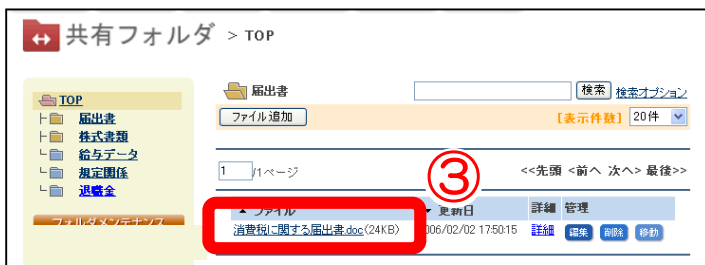 共有フォルダ > TOP
TOP
届出書
株式書類
給与データ
規定関係
退職金
フォルダメンテナンス
届出書
検索 検索オプション
ファイル追加
[表示件数] 20件
1 /1ページ
<<先頭 <前へ 次へ> 最後>>
③
▲ ファイル ▼ 更新日 詳細 管理
消費税に関する届出書.doc(24KB) 006/02/02 17:50:15 詳細 編集 削除 移動